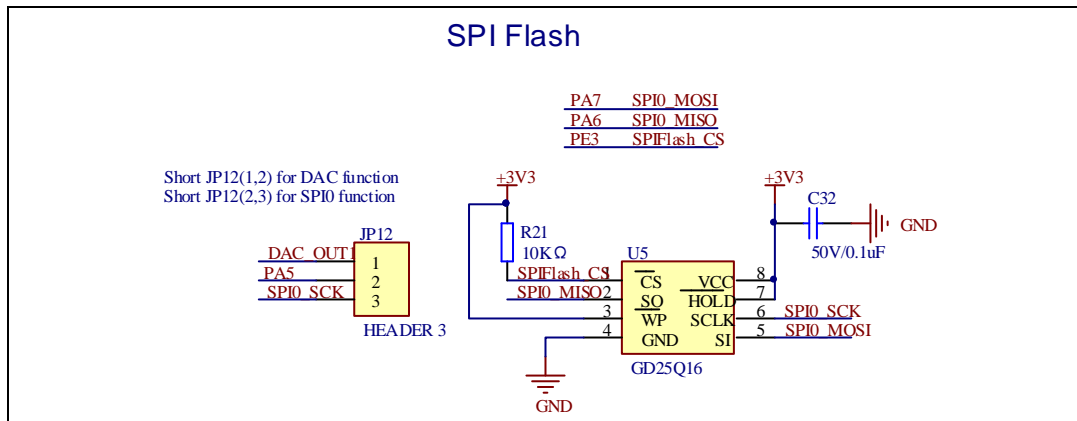 SPI Flash
PA7 SPI0_MOSI
PA6 SPI0_MISO
PE3 SPIFlash_CS
Short JP12(1,2) for DAC function
Short JP12(2,3) for SPI0 function
+3V3
+3V3
C32
GND
50V/0.1uF
R21
10KΩ
JP12
DAC_OUT1
1
PA5
2
SPI0_SCK
3
HEADER 3
U5
SPIFlash_CS 1 CS VCC 8
SPI0_MISO 2 SO HOLD 7
3 WP SCLK 6 SPI0_SCK
4 GND SI 5 SPI0_MOSI
GD25Q16
GND